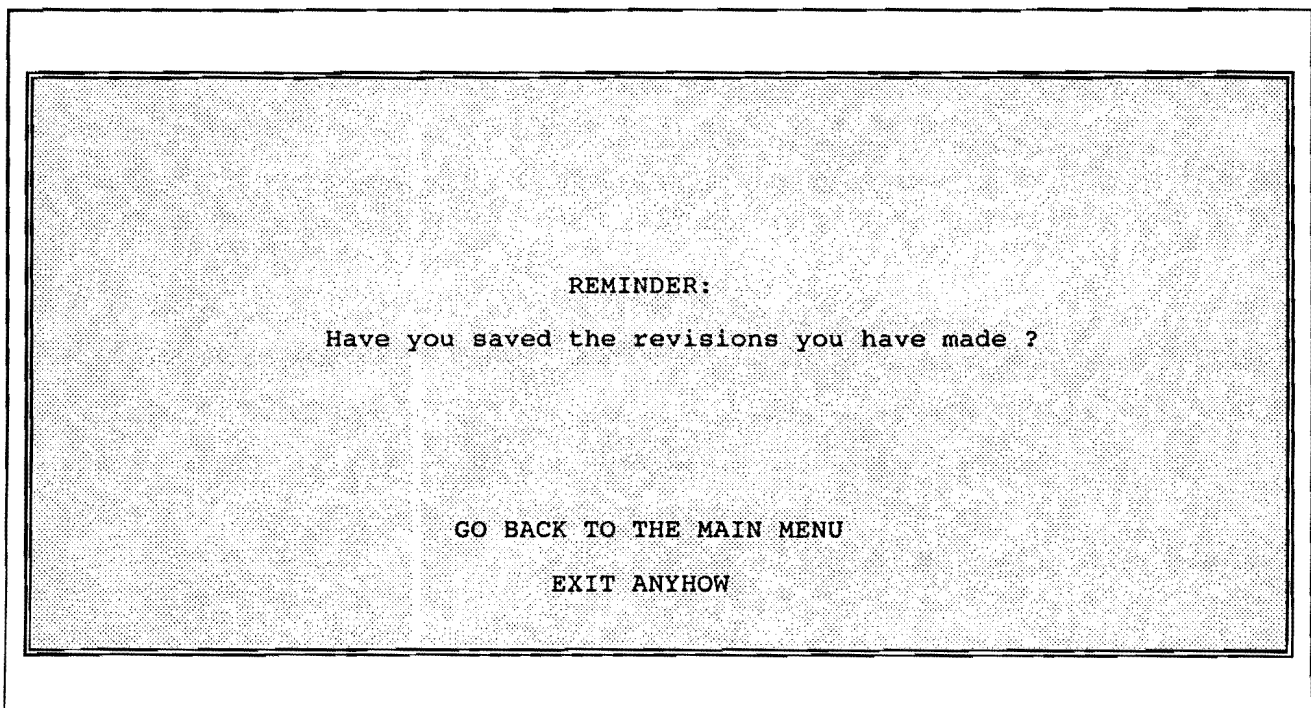 REMINDER:
Have you saved the revisions you have made ?
GO BACK TO THE MAIN MENU
EXIT ANYHOW